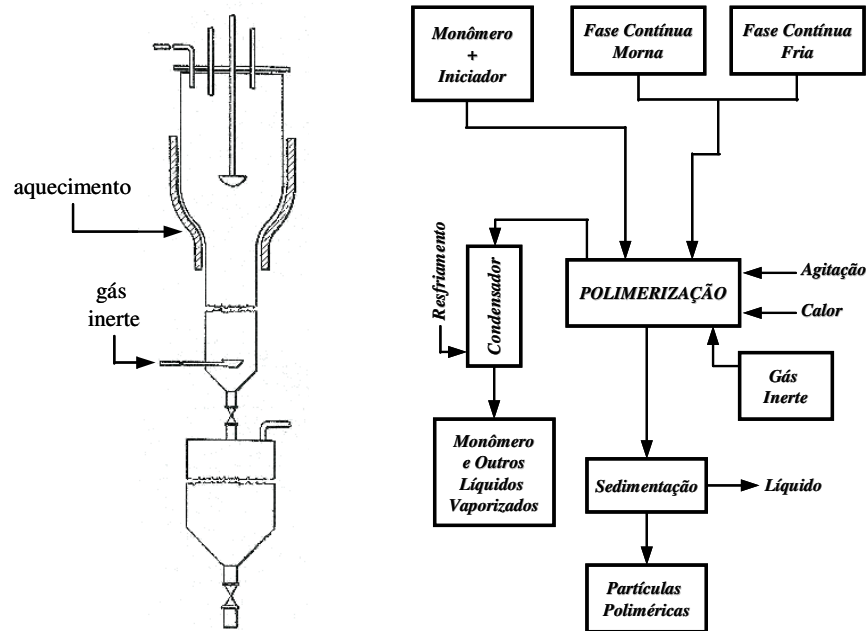 aquecimento
gás
inerte
Monômero
+
Iniciador
Fase Contínua
Morna
Fase Contínua
Fria
Resfriamento
Condensador
POLIMERIZAÇÃO
Agitação
Calor
Gás
Inerte
Monômero
e Outros
Líquidos
Vaporizados
Sedimentação
Líquido
Partículas
Poliméricas